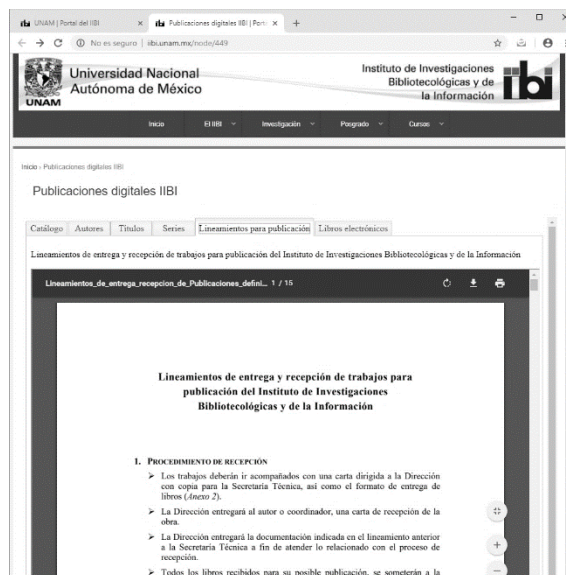 UNAM | Portal del IIBI
Publicaciones digitales IIBI | Port
No es seguro | iibi.unam.mx/node/449
Universidad Nacional
Autónoma de México
UNAM
Instituto de Investigaciones
Bibliotecológicas y de
la Información
ibi
Inicio El IIBI Investigación Posgrado Cursos
Inicio » Publicaciones digitales IIBI
Publicaciones digitales IIBI
Catálogo Autores Títulos Series Lineamientos para publicación Libros electrónicos
Lineamientos de entrega y recepción de trabajos para publicación del Instituto de Investigaciones Bibliotecológicas y de la Información
Lineamientos_de_entrega_recepcion_de_Publicaciones_defini... 1 / 15
Lineamientos de entrega y recepción de trabajos para
publicación del Instituto de Investigaciones
Bibliotecológicas y de la Información
1. PROCEDIMIENTO DE RECEPCIÓN
➢ Los trabajos deberán ir acompañados con una carta dirigida a la Dirección
con copia para la Secretaría Técnica, así como el formato de entrega de
libros (Anexo 2).
➢ La Dirección entregará al autor o coordinador, una carta de recepción de la
obra.
➢ La Dirección entregará la documentación indicada en el lineamiento anterior
a la Secretaría Técnica a fin de atender lo relacionado con el proceso de
recepción.
➢ Todos los libros recibidos para su posible publicación, se someterán a la